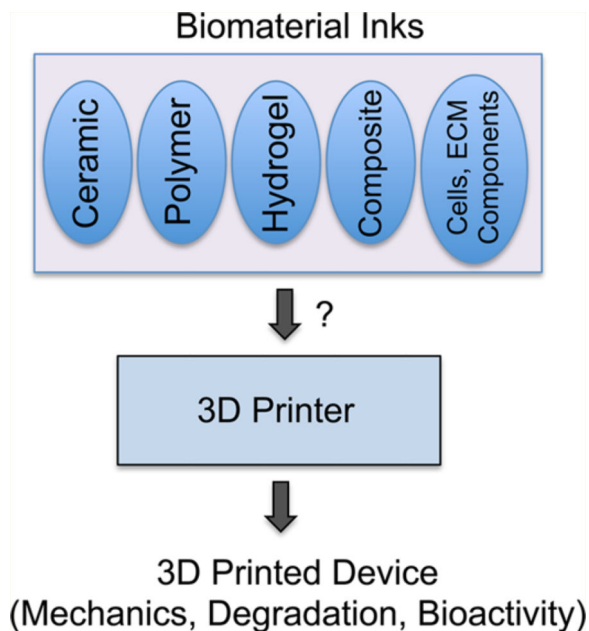 Biomaterial Inks
Ceramic
Polymer
Hydrogel
Composite
Cells, ECM
Components
?
3D Printer
3D Printed Device
(Mechanics, Degradation, Bioactivity)